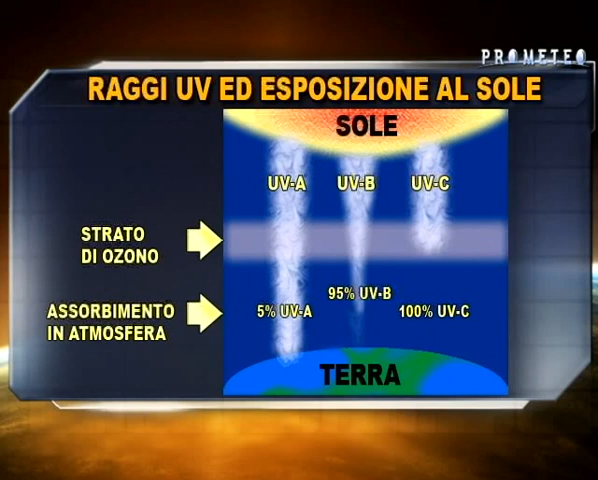 PROMETEO
RAGGI UV ED ESPOSIZIONE AL SOLE
SOLE
UV-A UV-B UV-C
STRATO
DI OZONO
ASSORBIMENTO
IN ATMOSFERA
5% UV-A
95% UV-B
100% UV-C
TERRA